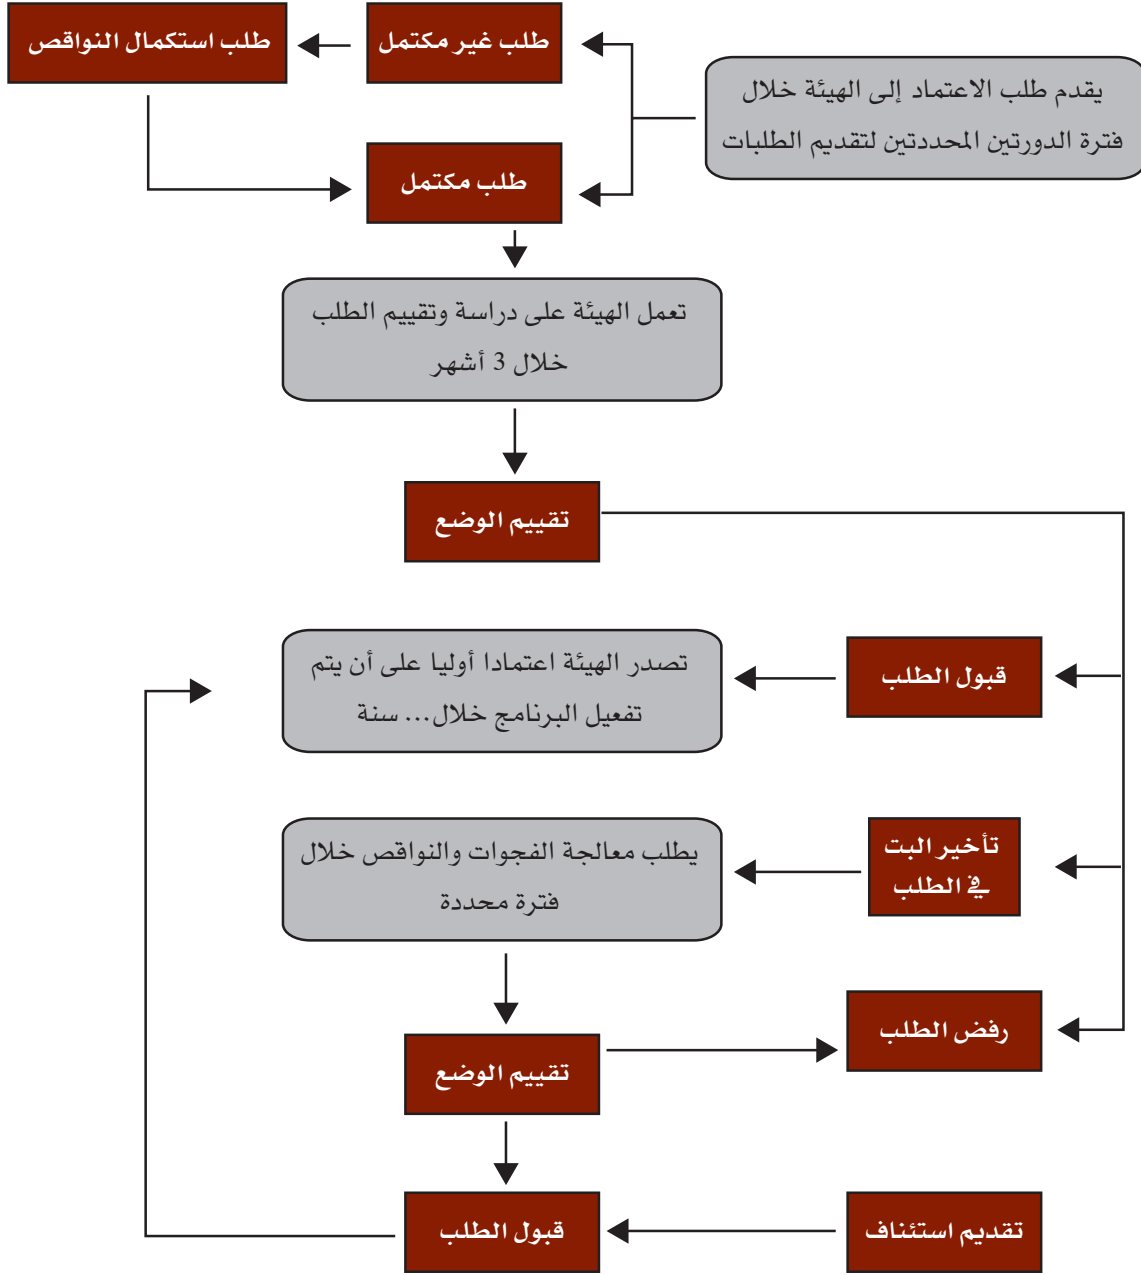 يقدم طلب الاعتماد إلى الهيئة خلال
فترة الدورتين المحددتين لتقديم الطلبات
طلب غير مكتمل
طلب استكمال النواقص
طلب مكتمل
تعمل الهيئة على دراسة وتقييم الطلب
خلال 3 أشهر
تقييم الوضع
قبول الطلب
تصدر الهيئة اعتمادا أوليا على أن يتم
تفعيل البرنامج خلال... سنة
تأخير البت
في الطلب
يطلب معالجة الفجوات والنواقص خلال
فترة محددة
رفض الطلب
تقييم الوضع
تقديم استئناف
قبول الطلب